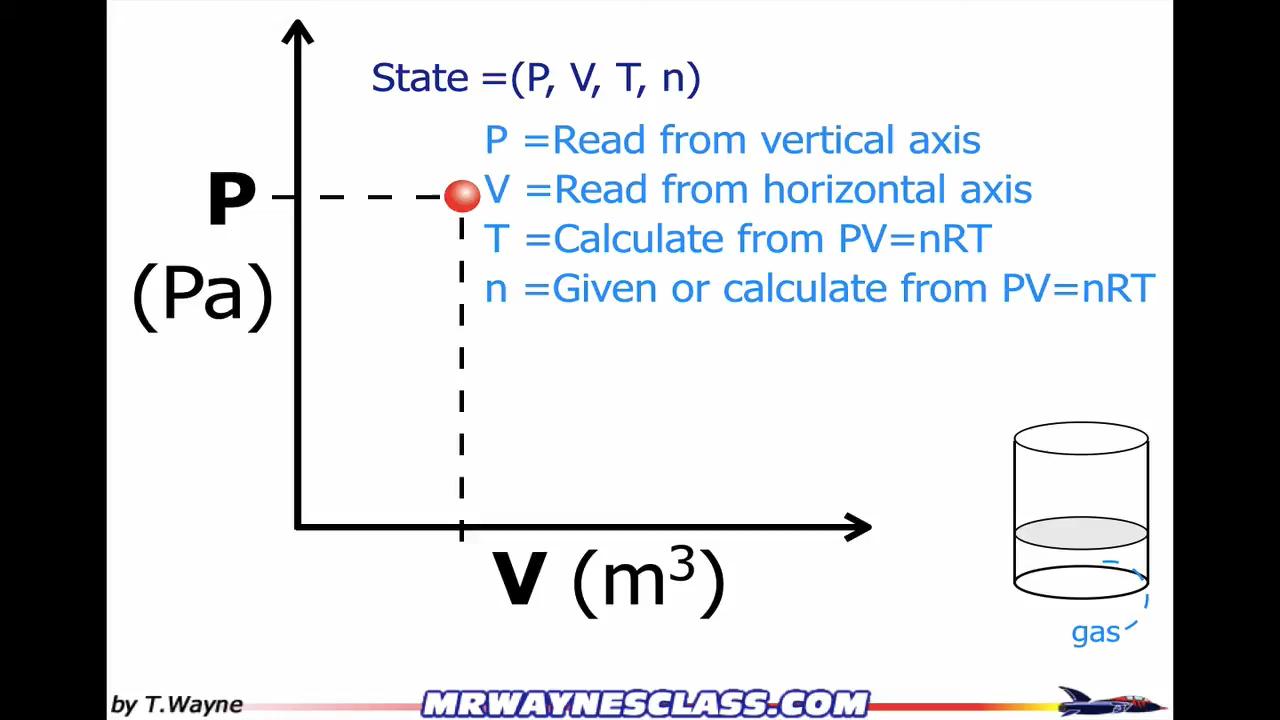 State =(P, V, T, n)
P =Read from vertical axis
V =Read from horizontal axis
T =Calculate from PV=nRT
n =Given or calculate from PV=nRT
P
(Pa)
V (m³)
gas
by T.Wayne
MRWAYNESCLASS.COM